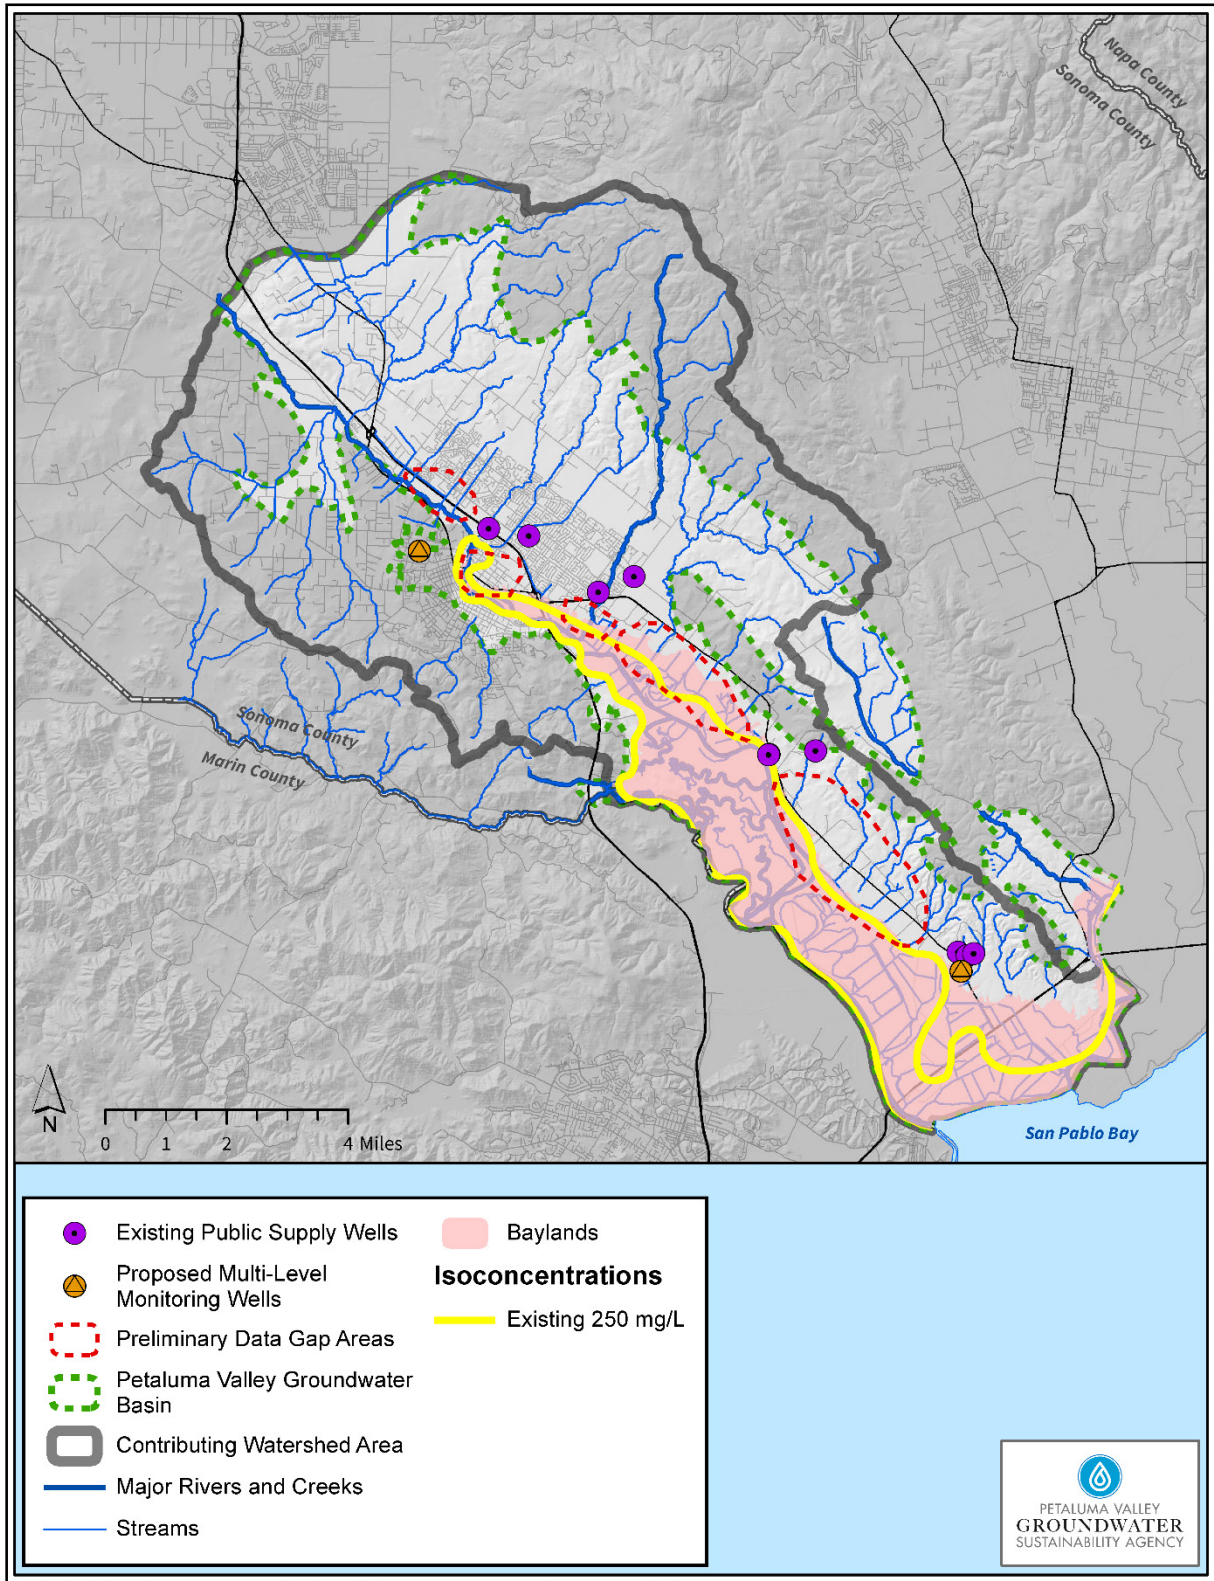 Napa County
Sonoma County
Sonoma County
Marin County
N
0 1 2 4 Miles
San Pablo Bay
Existing Public Supply Wells
Proposed Multi-Level
Monitoring Wells
Preliminary Data Gap Areas
Petaluma Valley Groundwater
Basin
Contributing Watershed Area
Major Rivers and Creeks
Streams
Baylands
Isoconcentrations
Existing 250 mg/L
PETALUMA VALLEY
GROUNDWATER
SUSTAINABILITY AGENCY